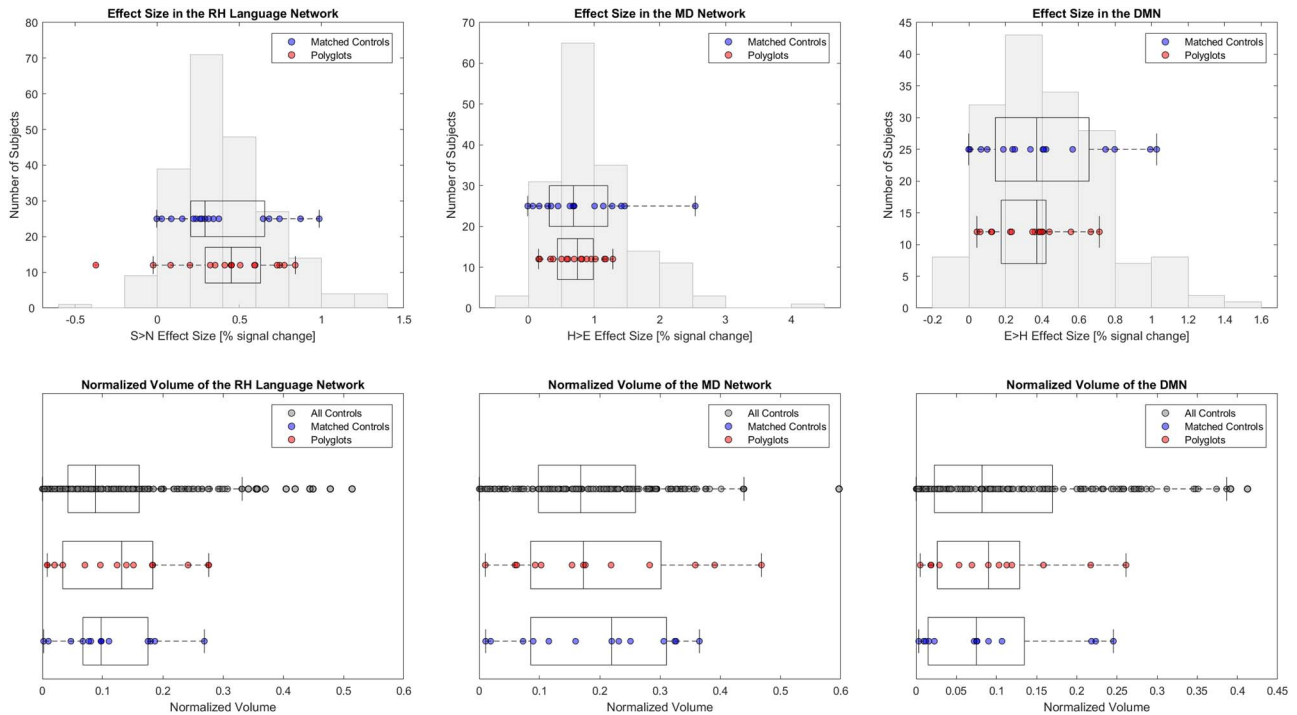 Effect Size in the RH Language Network
80
70
60
50
40
30
20
10
0
Number of Subjects
Matched Controls
Polyglots
-0.5
0
0.5
1
1.5
S>N Effect Size [% signal change]
Effect Size in the MD Network
70
60
50
40
30
20
10
0
Number of Subjects
Matched Controls
Polyglots
0
1
2
3
4
H>E Effect Size [% signal change]
Effect Size in the DMN
45
40
35
30
25
20
15
10
5
0
Number of Subjects
Matched Controls
Polyglots
-0.2
0
0.2
0.4
0.6
0.8
1
1.2
1.4
1.6
E>H Effect Size [% signal change]
Normalized Volume of the RH Language Network
All Controls
Matched Controls
Polyglots
0
0.1
0.2
0.3
0.4
0.5
0.6
Normalized Volume
Normalized Volume of the MD Network
All Controls
Matched Controls
Polyglots
0
0.1
0.2
0.3
0.4
0.5
0.6
Normalized Volume
Normalized Volume of the DMN
All Controls
Matched Controls
Polyglots
0
0.05
0.1
0.15
0.2
0.25
0.3
0.35
0.4
0.45
Normalized Volume